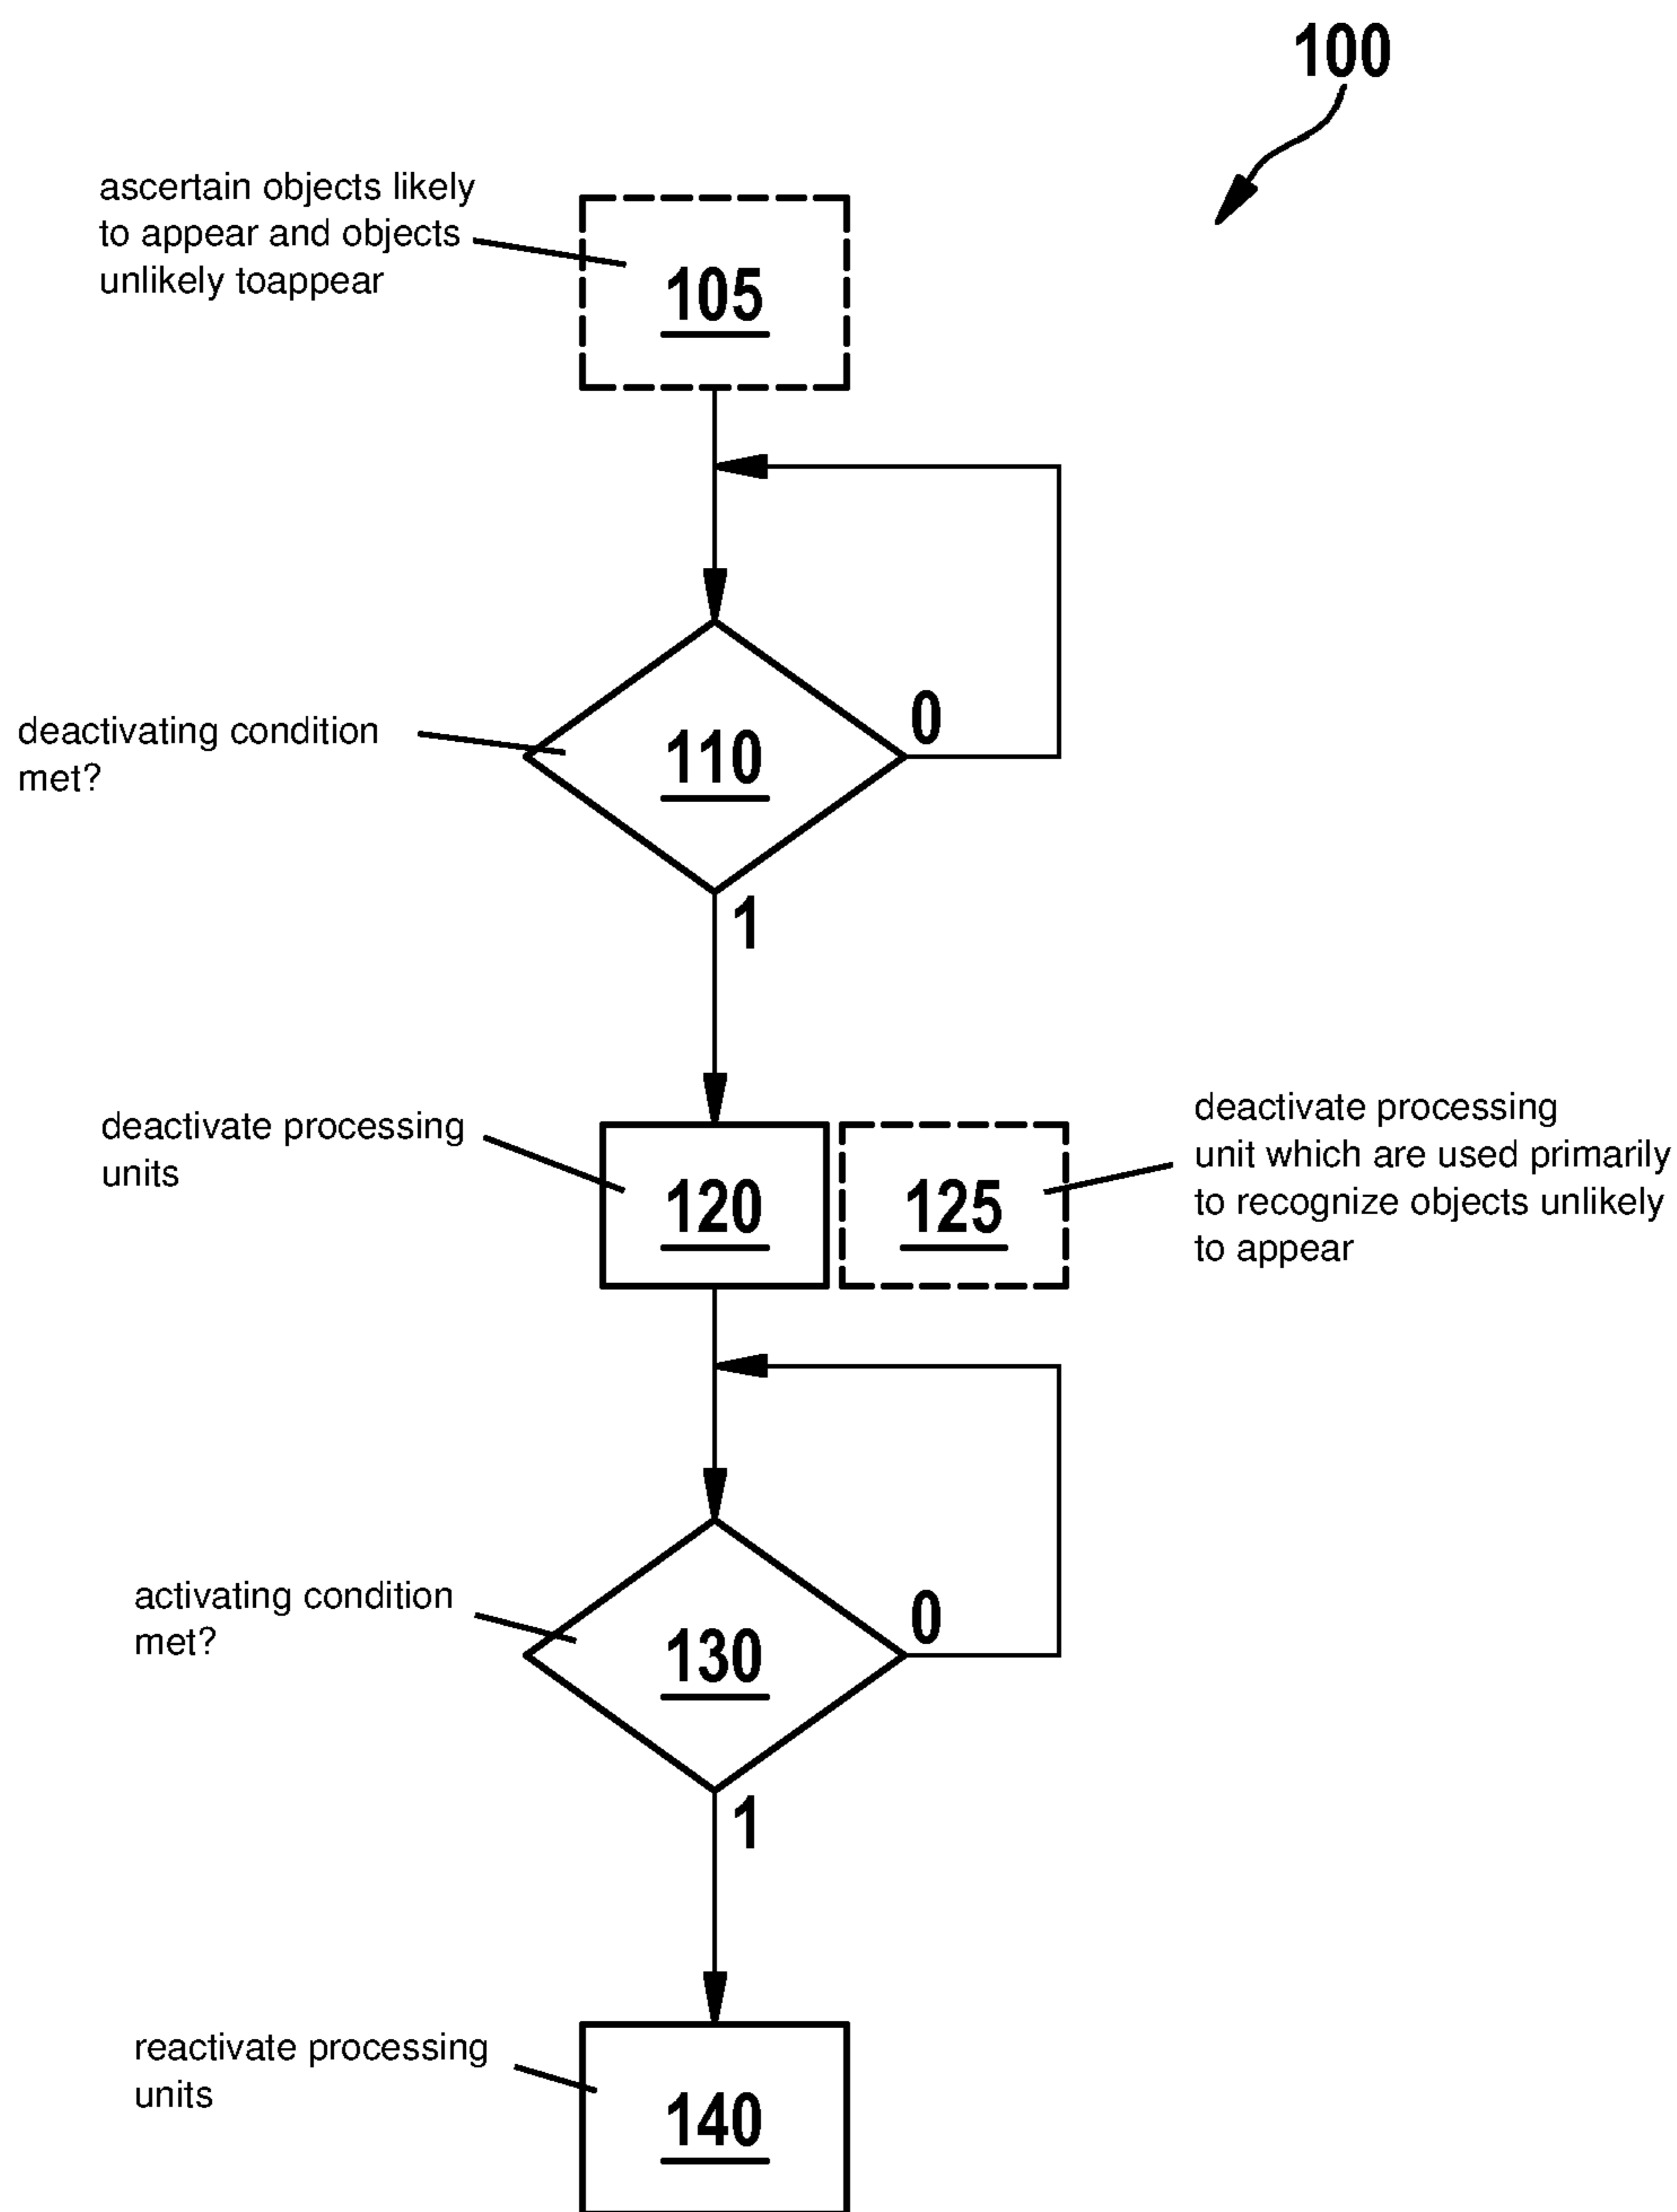 100
ascertain objects likely
to appear and objects
unlikely toappear
105
deactivating condition
met?
110
0
1
deactivate processing
units
120
125
deactivate processing
unit which are used primarily
to recognize objects unlikely
to appear
activating condition
met?
130
0
1
reactivate processing
units
140